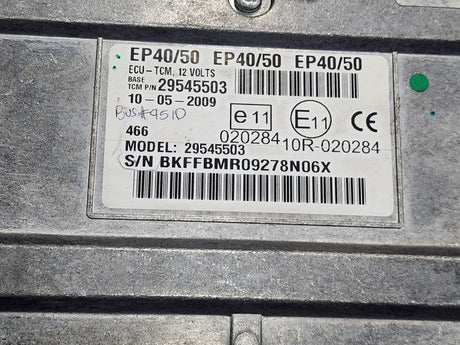 EP40/50 EP40/50 EP40/50
ECU-TCM, 12 VOLTS
BASE
TCM P/N 29545503
10-05-2009
BUS#951D
e11
E11
CE
020284
10R-020284
466
MODEL: 29545503
S/N BKFFBMR09278N06X